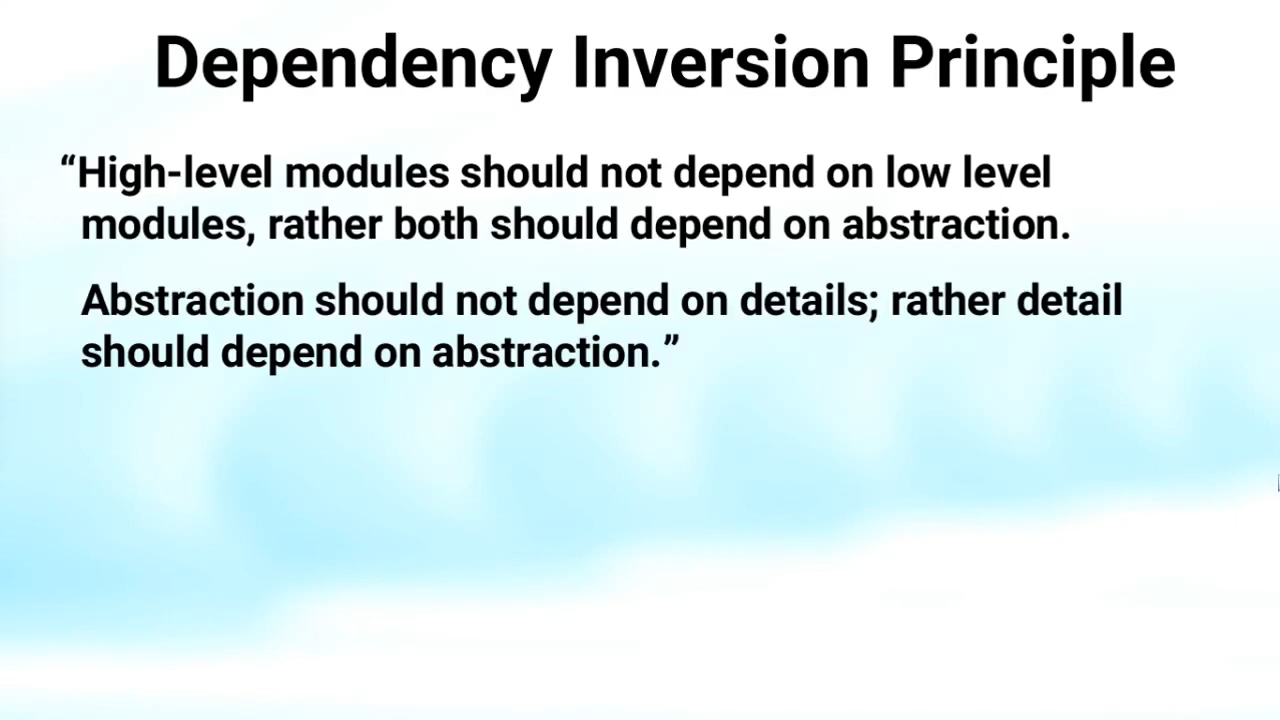 Dependency Inversion Principle
“High-level modules should not depend on low level
modules, rather both should depend on abstraction.
Abstraction should not depend on details; rather detail
should depend on abstraction.”